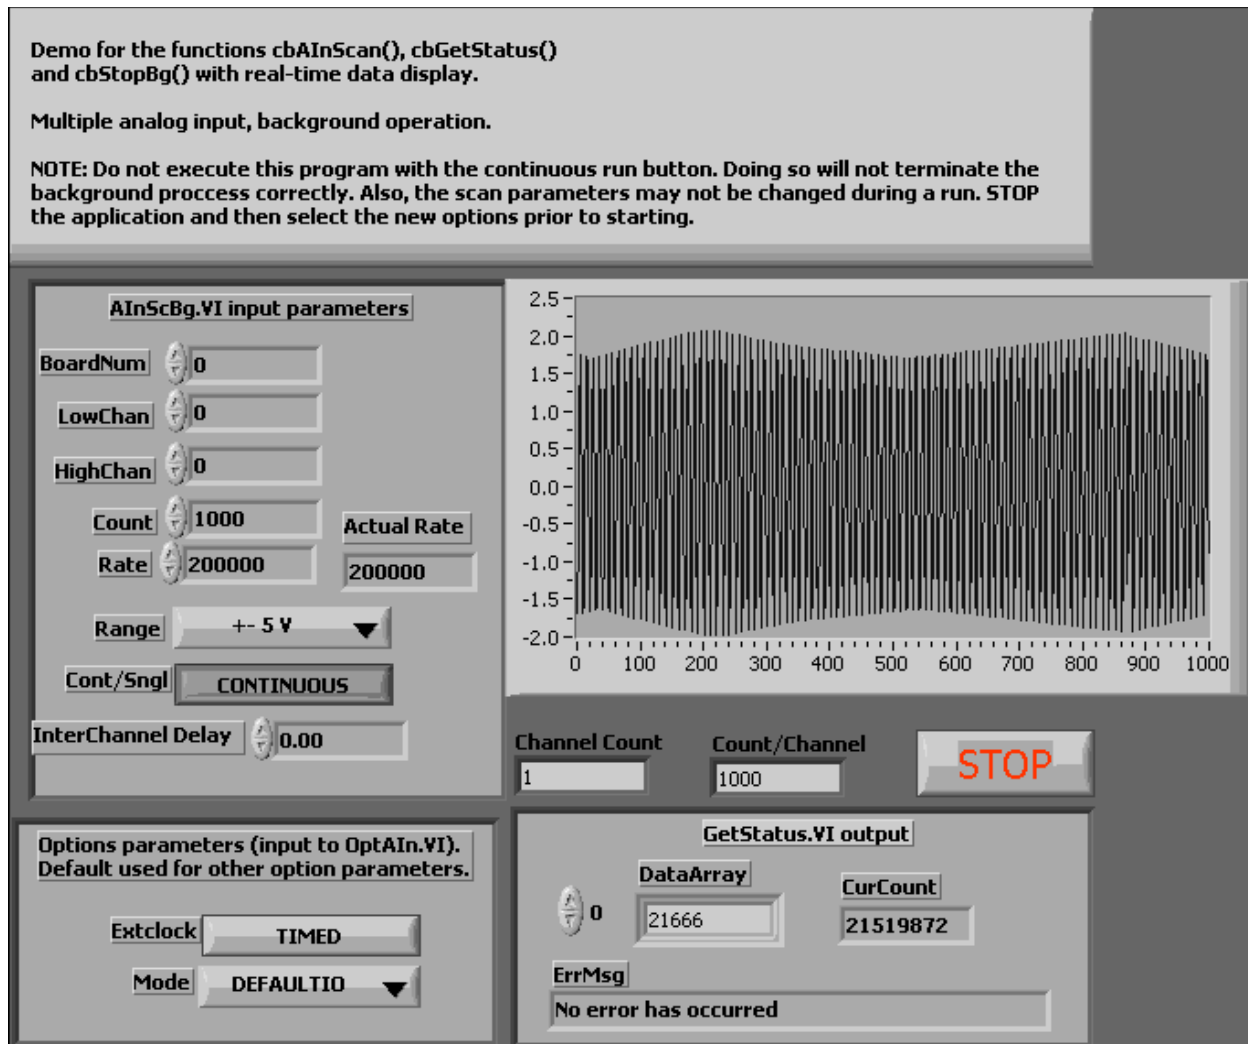 Demo for the functions cbAInScan(), cbGetStatus()
and cbStopBg() with real-time data display.
Multiple analog input, background operation.
NOTE: Do not execute this program with the continuous run button. Doing so will not terminate the
background proccess correctly. Also, the scan parameters may not be changed during a run. STOP
the application and then select the new options prior to starting.
AInScBg.VI input parameters
BoardNum 0
LowChan 0
HighChan 0
Count 1000
Rate 200000
Actual Rate
200000
Range +- 5 V
Cont/Sngl CONTINUOUS
InterChannel Delay 0.00
2.5
2.0
1.5
1.0
0.5
0.0
-0.5
-1.0
-1.5
-2.0
0 100 200 300 400 500 600 700 800 900 1000
Channel Count
1
Count/Channel
1000
STOP
Options parameters (input to OptAIn.VI).
Default used for other option parameters.
Extclock TIMED
Mode DEFAULTIO
GetStatus.VI output
DataArray
0 21666
CurCount
21519872
ErrMsg
No error has occurred